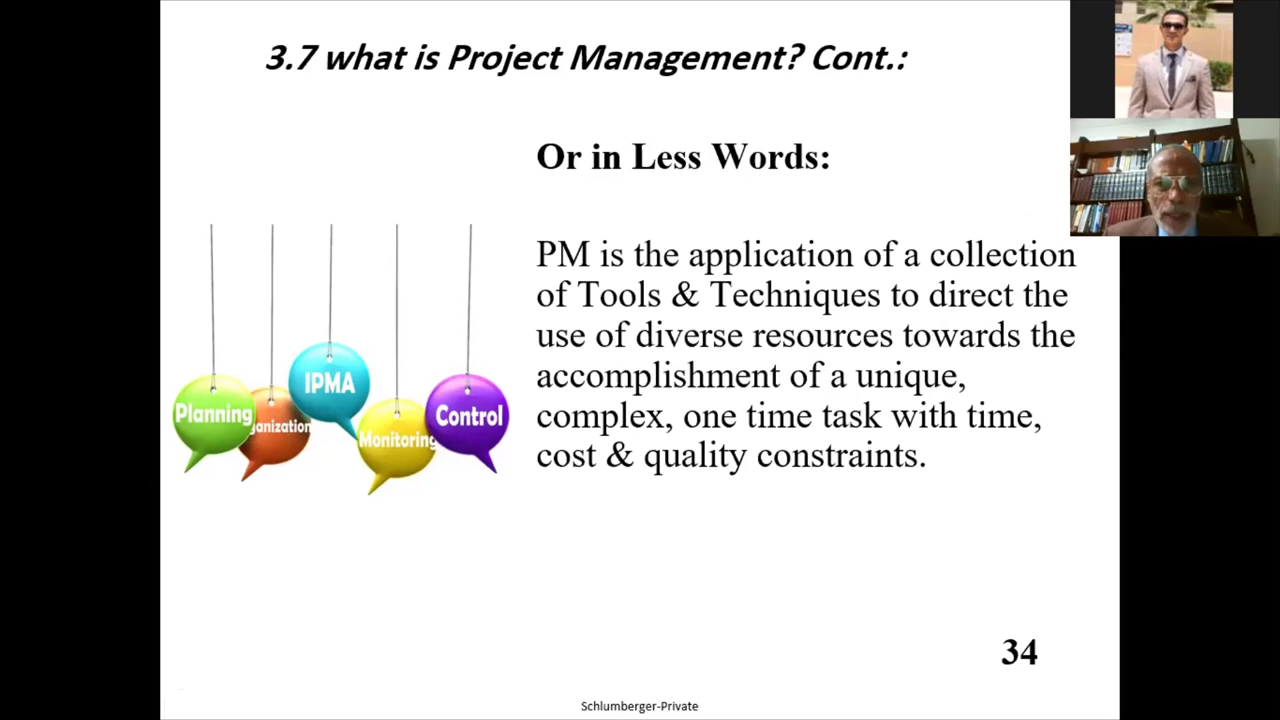 3.7 what is Project Management? Cont.:
Or in Less Words:
PM is the application of a collection
of Tools & Techniques to direct the
use of diverse resources towards the
accomplishment of a unique,
complex, one time task with time,
cost & quality constraints.
Planning
ganization
IPMA
Monitoring
Control
34
Schlumberger-Private